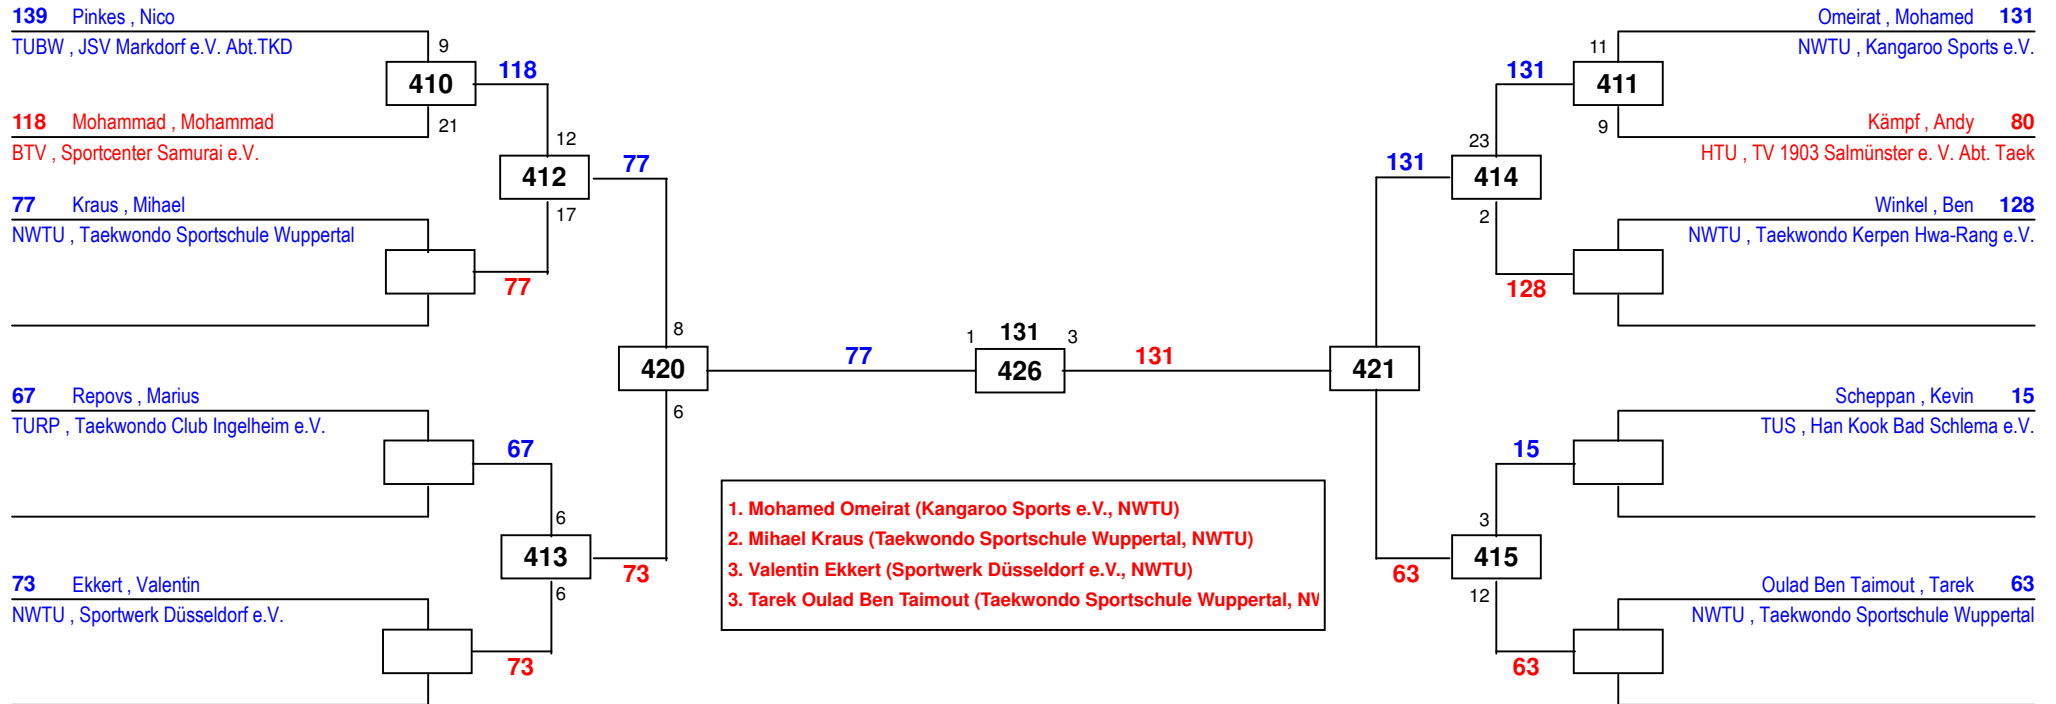 139 Pinkes , Nico
TUBW , JSV Markdorf e.V. Abt.TKD
9
410
118
21
118 Mohammad , Mohammad
BTV , Sportcenter Samurai e.V.
12
412
77
17
77 Kraus , Mihael
NWTU , Taekwondo Sportschule Wuppertal
77
8
420
77
6
67 Repovs , Marius
TURP , Taekwondo Club Ingelheim e.V.
67
6
413
73
6
73 Ekkert , Valentin
NWTU , Sportwerk Düsseldorf e.V.
73
1 131 3
426
131
1. Mohamed Omeirat (Kangaroo Sports e.V., NWTU)
2. Mihael Kraus (Taekwondo Sportschule Wuppertal, NWTU)
3. Valentin Ekkert (Sportwerk Düsseldorf e.V., NWTU)
3. Tarek Oulad Ben Taimout (Taekwondo Sportschule Wuppertal, NW
Omeirat , Mohamed 131
NWTU , Kangaroo Sports e.V.
11
131
411
9
Kämpf , Andy 80
HTU , TV 1903 Salmünster e. V. Abt. Taek
23
131
414
2
Winkel , Ben 128
NWTU , Taekwondo Kerpen Hwa-Rang e.V.
128
421
Scheppan , Kevin 15
TUS , Han Kook Bad Schlema e.V.
15
3
415
63
12
Oulad Ben Taimout , Tarek 63
NWTU , Taekwondo Sportschule Wuppertal
63